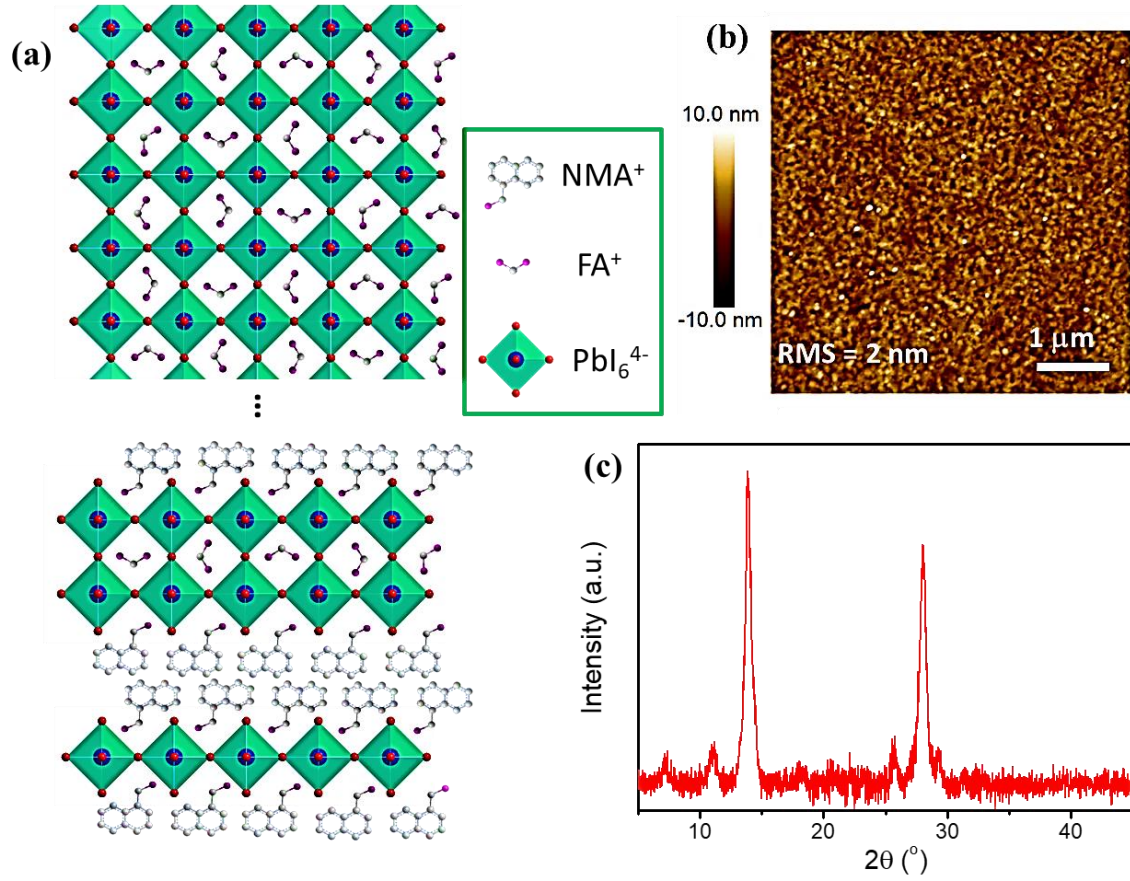 (a)
⋮
NMA⁺
FA⁺
PbI₆⁴⁻
(b)
10.0 nm
-10.0 nm
RMS = 2 nm
1 μm
(c)
Intensity (a.u.)
10
20
30
40
2θ (°)